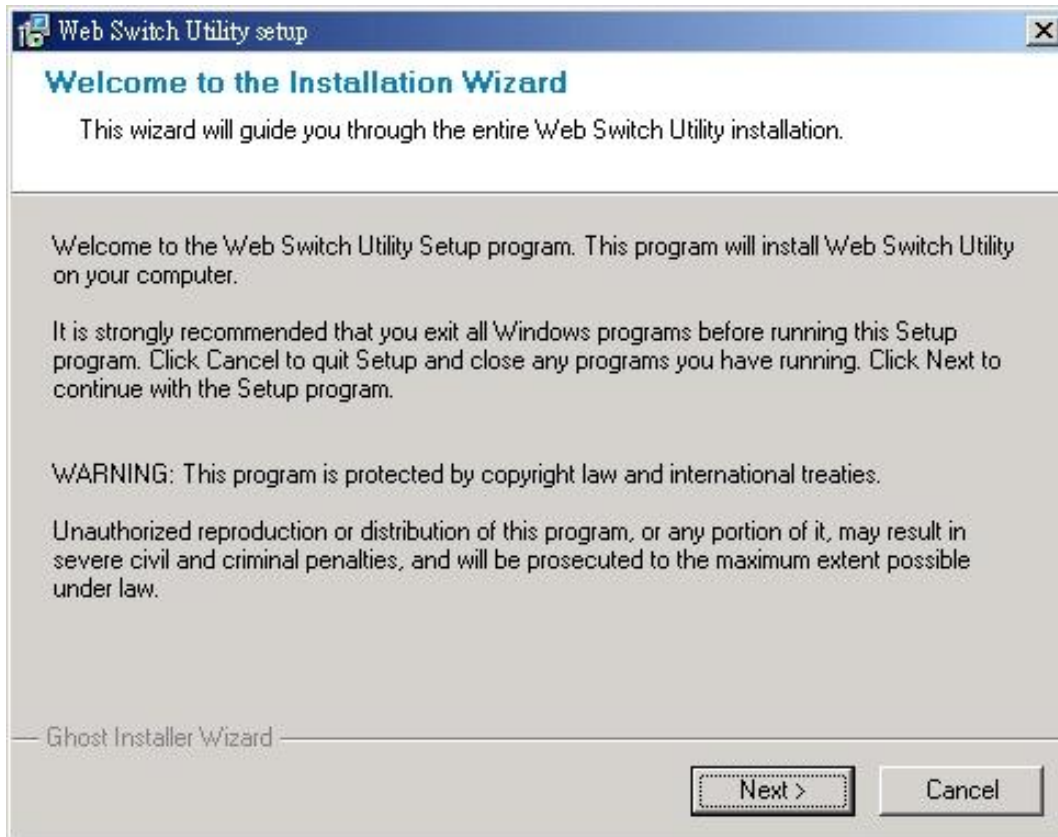 Web Switch Utility setup
Welcome to the Installation Wizard
This wizard will guide you through the entire Web Switch Utility installation.
Welcome to the Web Switch Utility Setup program. This program will install Web Switch Utility
on your computer.
It is strongly recommended that you exit all Windows programs before running this Setup
program. Click Cancel to quit Setup and close any programs you have running. Click Next to
continue with the Setup program.
WARNING: This program is protected by copyright law and international treaties.
Unauthorized reproduction or distribution of this program, or any portion of it, may result in
severe civil and criminal penalties, and will be prosecuted to the maximum extent possible
under law.
Ghost Installer Wizard
Next >
Cancel